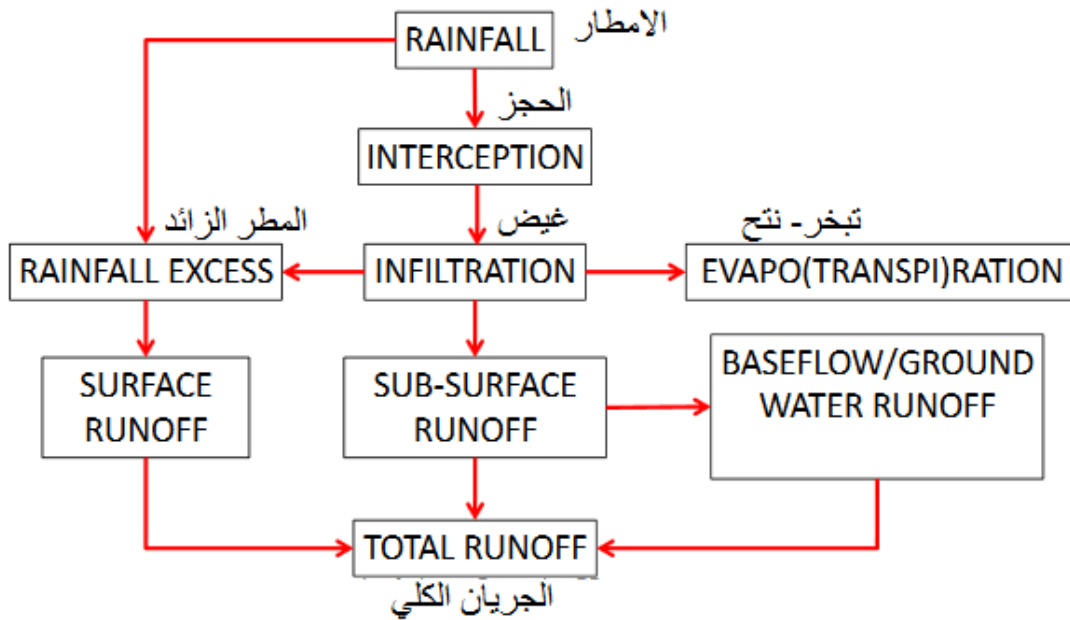 RAINFALL
الامطار
الحجز
INTERCEPTION
المطر الزائد
غيض
تبخر- نتح
RAINFALL EXCESS
INFILTRATION
EVAPO(TRANSPI)RATION
SURFACE
RUNOFF
SUB-SURFACE
RUNOFF
BASEFLOW/GROUND
WATER RUNOFF
TOTAL RUNOFF
الجريان الكلي